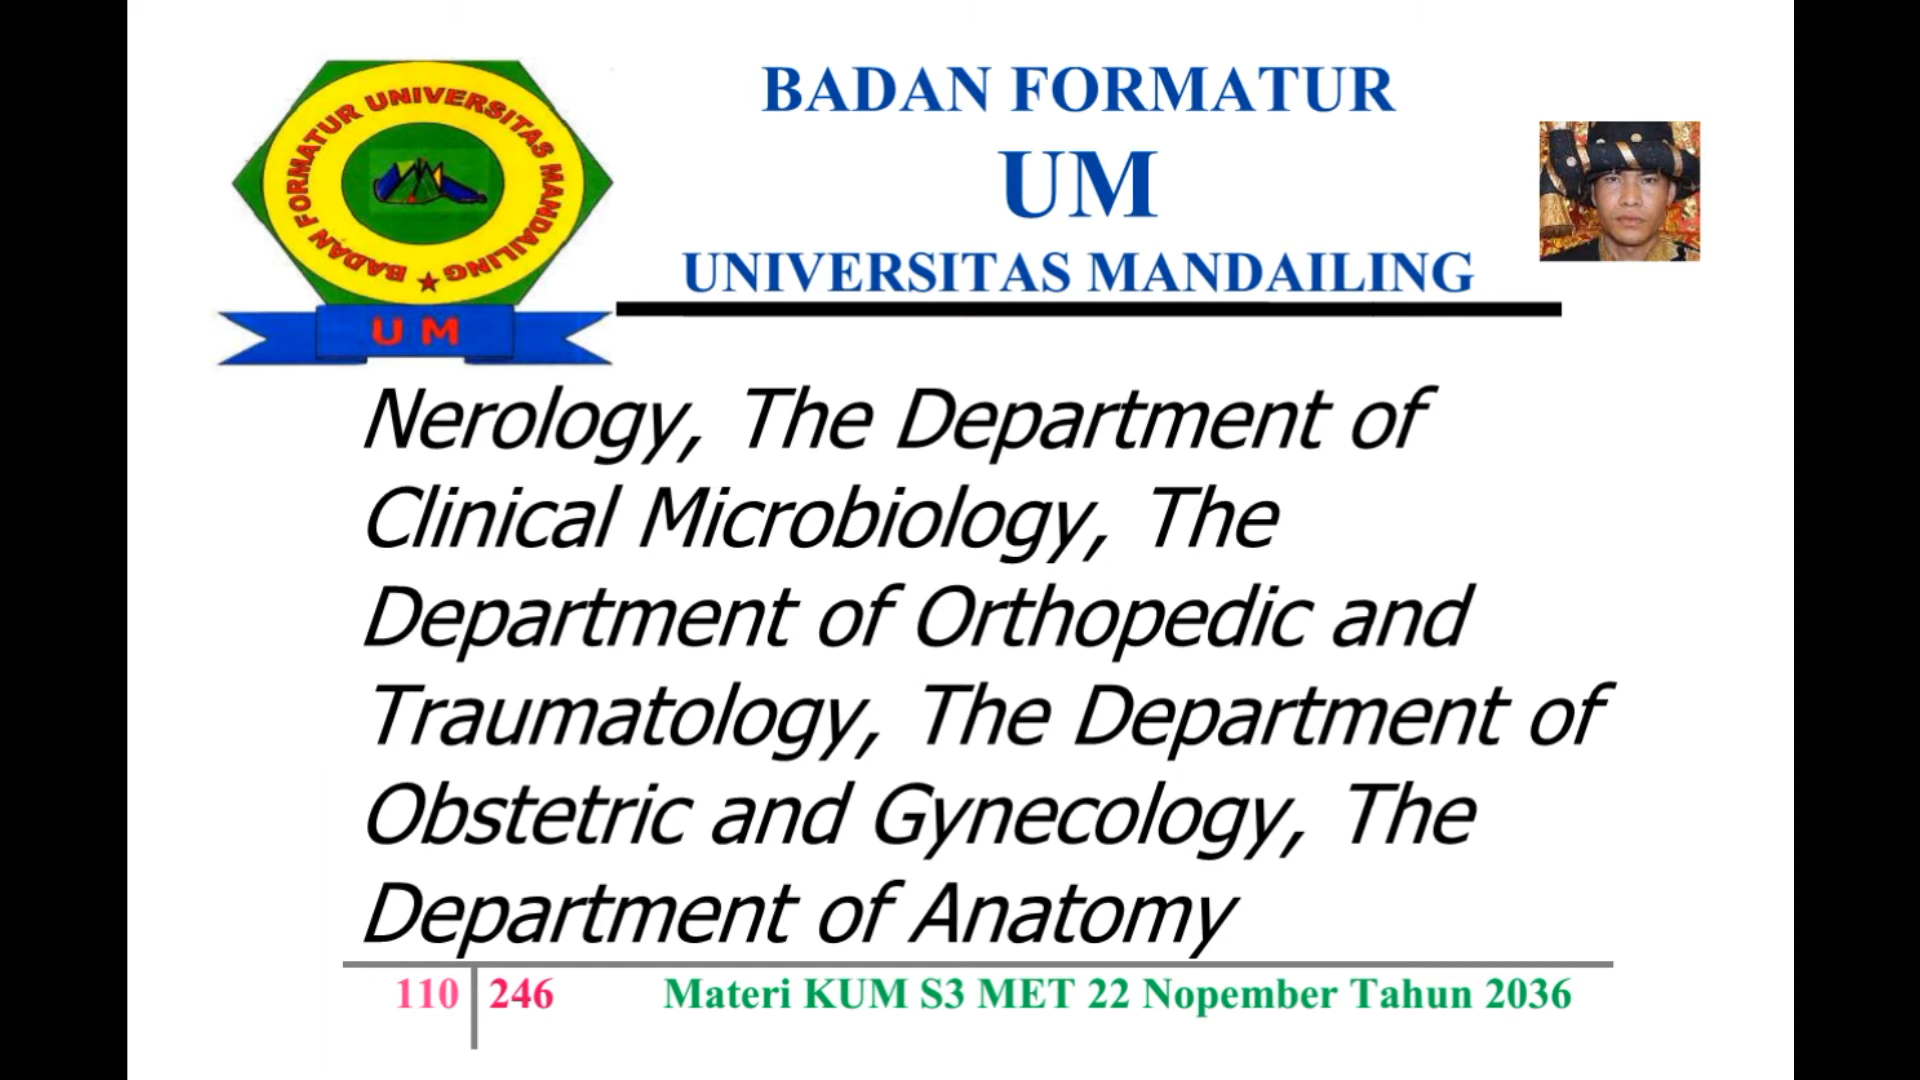 BADAN FORMATUR UNIVERSITAS MANDAILING
U M
BADAN FORMATUR
UM
UNIVERSITAS MANDAILING
Nerology, The Department of
Clinical Microbiology, The
Department of Orthopedic and
Traumatology, The Department of
Obstetric and Gynecology, The
Department of Anatomy
110 246 Materi KUM S3 MET 22 Nopember Tahun 2036